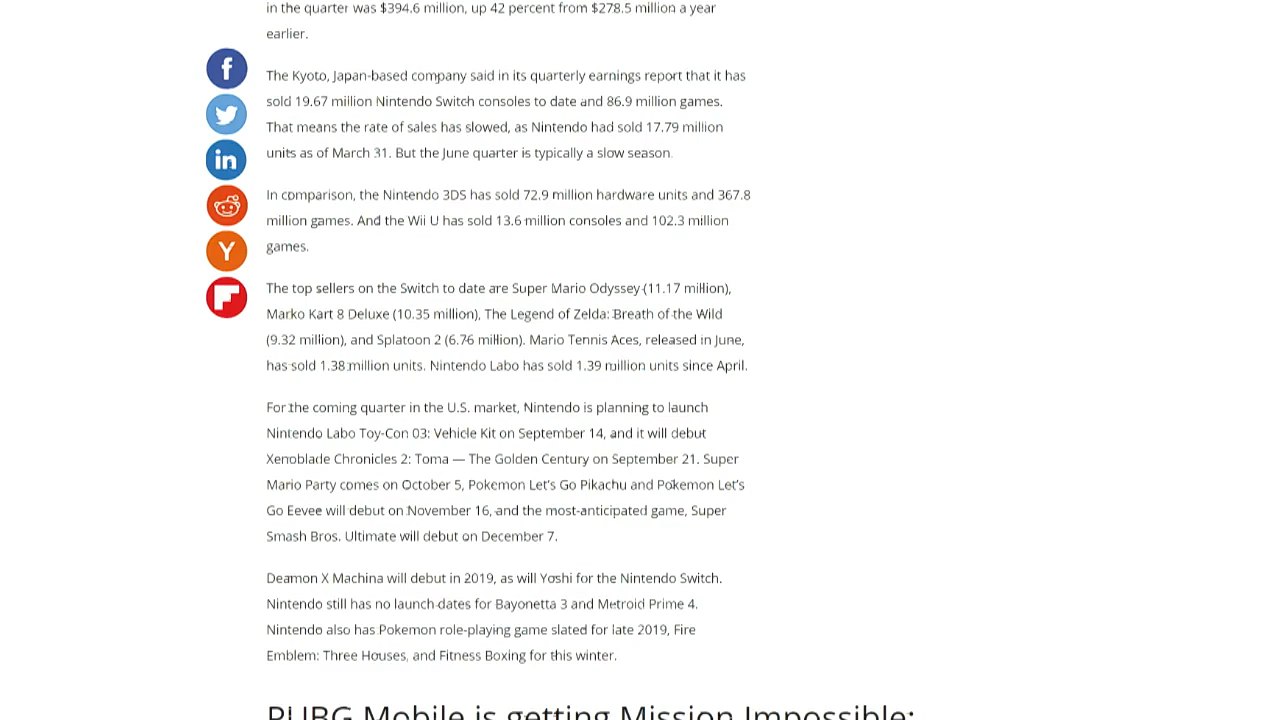 in the quarter was $394.6 million, up 42 percent from $278.5 million a year
earlier.
The Kyoto, Japan-based company said in its quarterly earnings report that it has
sold 19.67 million Nintendo Switch consoles to date and 86.9 million games.
That means the rate of sales has slowed, as Nintendo had sold 17.79 million
units as of March 31. But the June quarter is typically a slow season.
In comparison, the Nintendo 3DS has sold 72.9 million hardware units and 367.8
million games. And the Wii U has sold 13.6 million consoles and 102.3 million
games.
The top sellers on the Switch to date are Super Mario Odyssey (11.17 million),
Marko Kart 8 Deluxe (10.35 million), The Legend of Zelda: Breath of the Wild
(9.32 million), and Splatoon 2 (6.76 million). Mario Tennis Aces, released in June,
has sold 1.38 million units. Nintendo Labo has sold 1.39 million units since April.
For the coming quarter in the U.S. market, Nintendo is planning to launch
Nintendo Labo Toy-Con 03: Vehicle Kit on September 14, and it will debut
Xenoblade Chronicles 2: Torna — The Golden Century on September 21. Super
Mario Party comes on October 5, Pokemon Let's Go Pikachu and Pokemon Let's
Go Eevee will debut on November 16, and the most-anticipated game, Super
Smash Bros. Ultimate will debut on December 7.
Deamon X Machina will debut in 2019, as will Yoshi for the Nintendo Switch.
Nintendo still has no launch dates for Bayonetta 3 and Metroid Prime 4.
Nintendo also has Pokemon role-playing game slated for late 2019, Fire
Emblem: Three Houses, and Fitness Boxing for this winter.
PUBG Mobile is getting Mission Impossible: